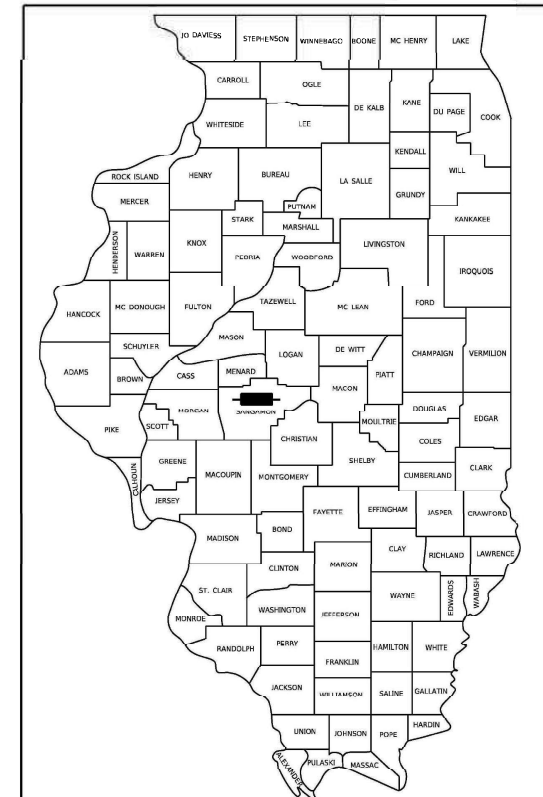 JO DAVIESS
STEPHENSON
WINNEBAGO
BOONE
MC HENRY
LAKE
CARROLL
OGLE
DE KALB
KANE
DU PAGE
COOK
WHITESIDE
LEE
KENDALL
WILL
ROCK ISLAND
HENRY
BUREAU
LA SALLE
GRUNDY
MERCER
PUTNAM
KANKAKEE
STARK
MARSHALL
HENDERSON
WARREN
KNOX
PEORIA
WOODFORD
LIVINGSTON
IROQUOIS
HANCOCK
MC DONOUGH
FULTON
TAZEWELL
MC LEAN
FORD
MASON
SCHUYLER
LOGAN
DE WITT
CHAMPAIGN
VERMILION
ADAMS
BROWN
CASS
MENARD
MACON
PIATT
MORGAN
SANGAMON
DOUGLAS
EDGAR
PIKE
SCOTT
CHRISTIAN
MOULTRIE
COLES
GREENE
MACOUPIN
MONTGOMERY
SHELBY
CUMBERLAND
CLARK
CALHOUN
JERSEY
FAYETTE
EFFINGHAM
JASPER
CRAWFORD
MADISON
BOND
CLAY
RICHLAND
LAWRENCE
CLINTON
MARION
ST. CLAIR
WAYNE
EDWARDS
WABASH
WASHINGTON
JEFFERSON
MONROE
RANDOLPH
PERRY
HAMILTON
WHITE
FRANKLIN
JACKSON
WILLIAMSON
SALINE
GALLATIN
UNION
JOHNSON
POPE
HARDIN
ALEXANDER
PULASKI
MASSAC